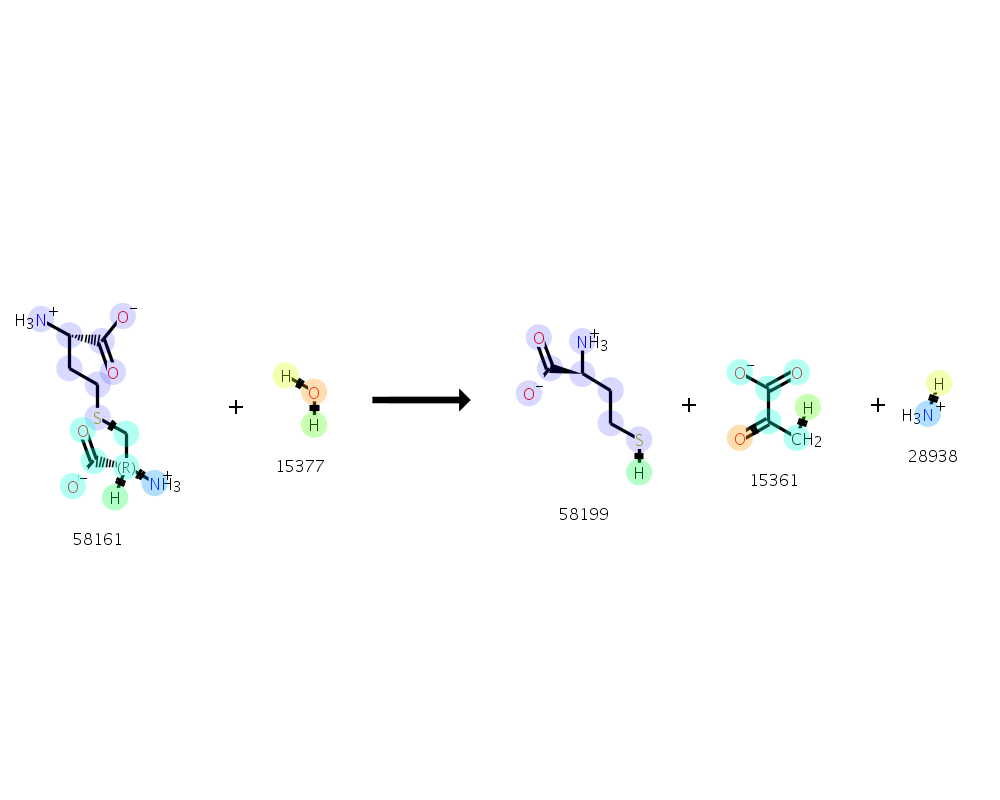 H3N+ O− O S O (R) O− H NH3+
58161
+
H O H
15377
O NH3+ O− S H
58199
+
O− O H O CH2
15361
+
H H3N+
28938